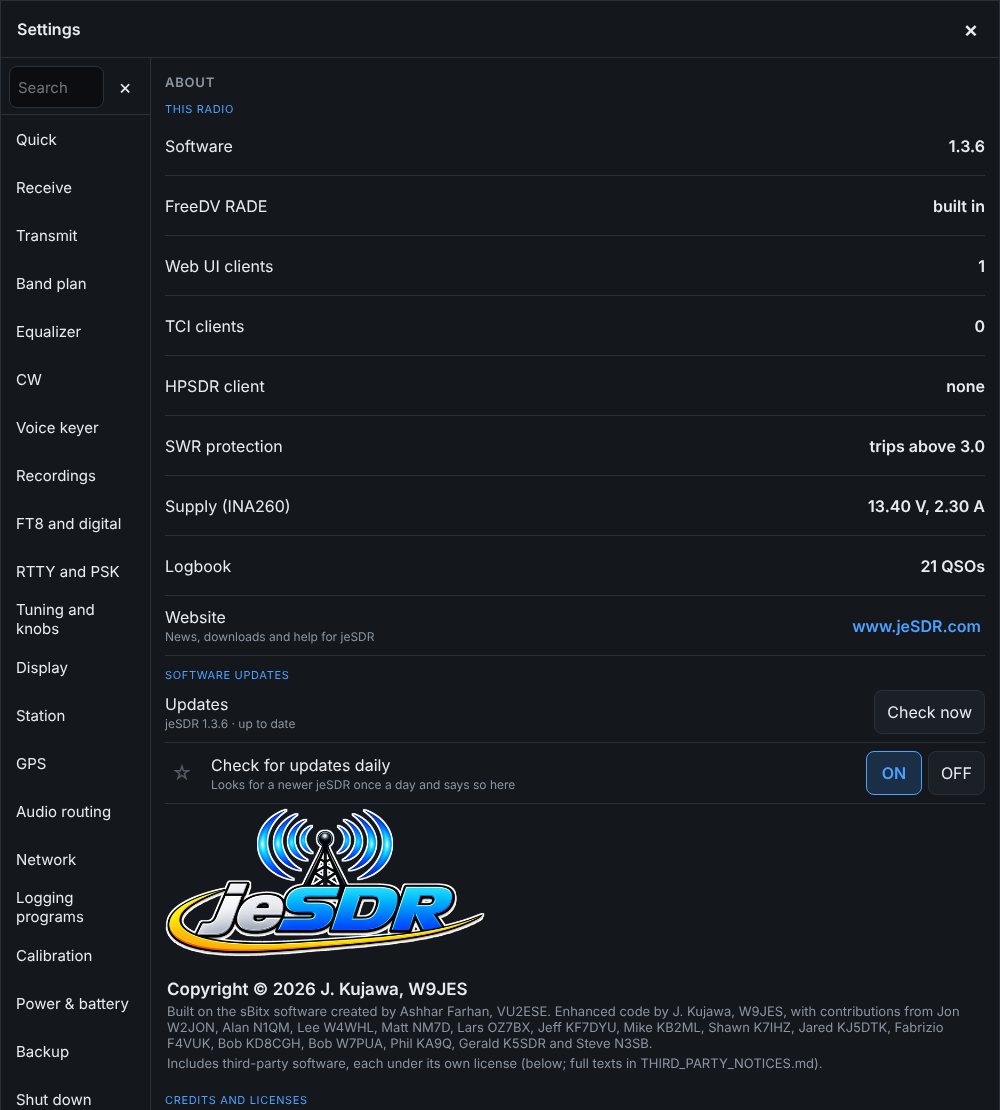 Settings
×
Search
×
Quick
Receive
Transmit
Band plan
Equalizer
CW
Voice keyer
Recordings
FT8 and digital
RTTY and PSK
Tuning and
knobs
Display
Station
GPS
Audio routing
Network
Logging
programs
Calibration
Power & battery
Backup
Shut down
ABOUT
THIS RADIO
Software 1.3.6
FreeDV RADE built in
Web UI clients 1
TCI clients 0
HPSDR client none
SWR protection trips above 3.0
Supply (INA260) 13.40 V, 2.30 A
Logbook 21 QSOs
Website
News, downloads and help for jeSDR
www.jeSDR.com
SOFTWARE UPDATES
Updates
jeSDR 1.3.6 · up to date
Check now
☆ Check for updates daily
Looks for a newer jeSDR once a day and says so here
ON OFF
jeSDR
Copyright © 2026 J. Kujawa, W9JES
Built on the sBitx software created by Ashhar Farhan, VU2ESE. Enhanced code by J. Kujawa, W9JES, with contributions from Jon
W2JON, Alan N1QM, Lee W4WHL, Matt NM7D, Lars OZ7BX, Jeff KF7DYU, Mike KB2ML, Shawn K7IHZ, Jared KJ5DTK, Fabrizio
F4VUK, Bob KD8CGH, Bob W7PUA, Phil KA9Q, Gerald K5SDR and Steve N3SB.
Includes third-party software, each under its own license (below; full texts in THIRD_PARTY_NOTICES.md).
CREDITS AND LICENSES